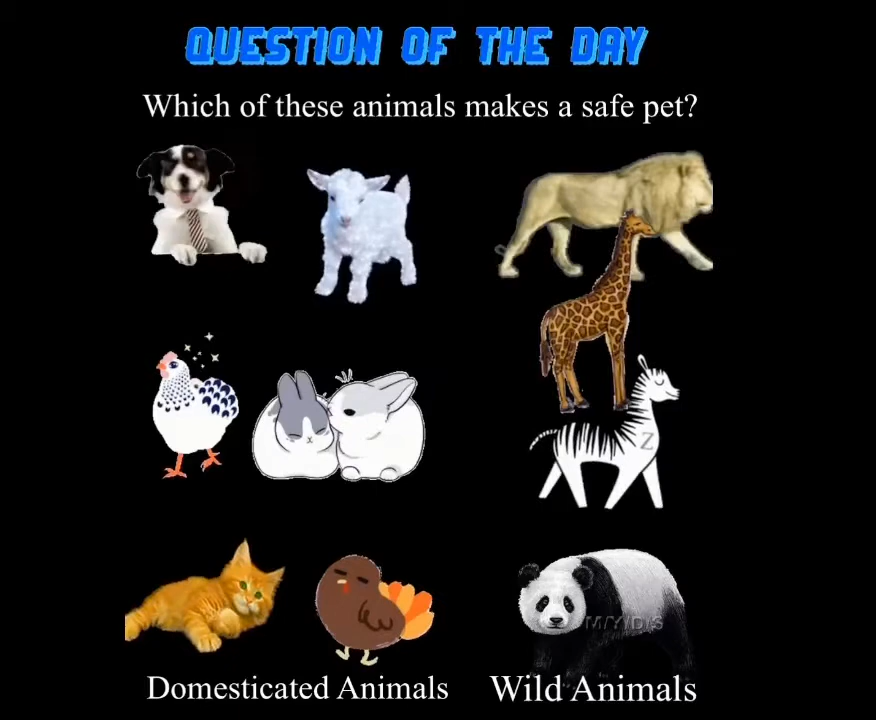 QUESTION OF THE DAY
Which of these animals makes a safe pet?
Z
M/Y/D/S
Domesticated Animals
Wild Animals